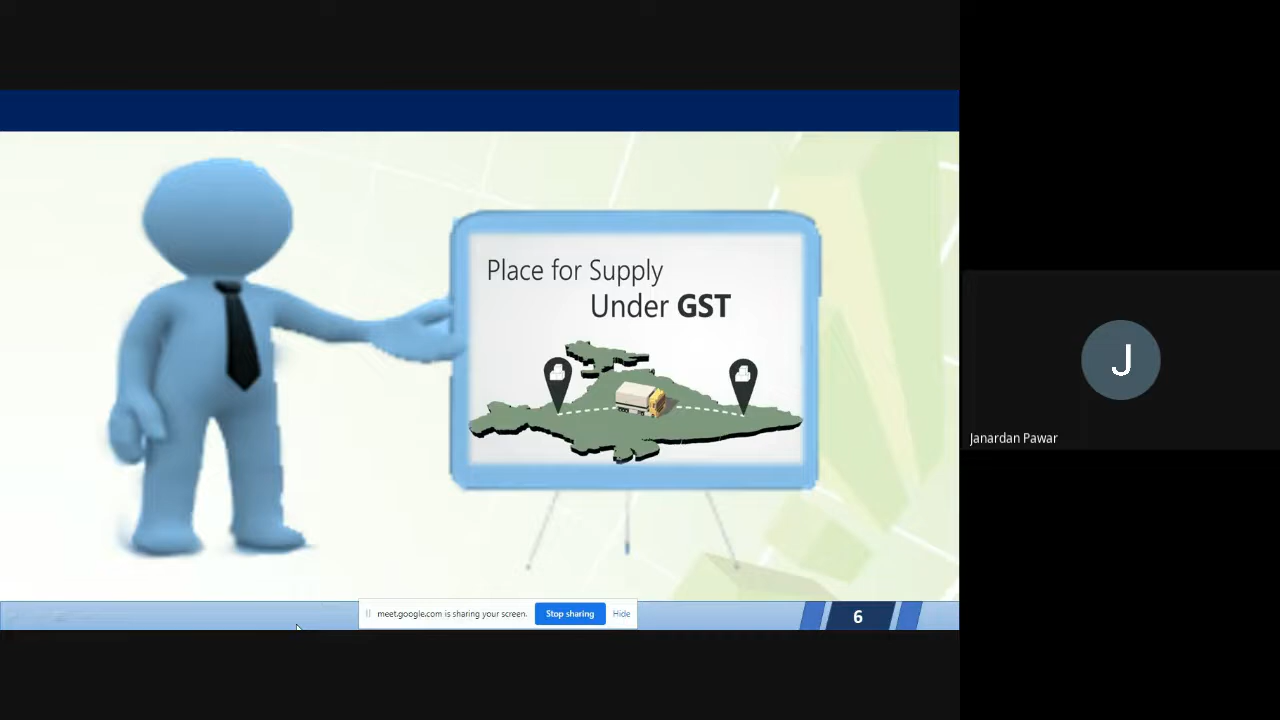 Place for Supply
Under GST
J
Janardan Pawar
meet.google.com is sharing your screen.
Stop sharing
Hide
6